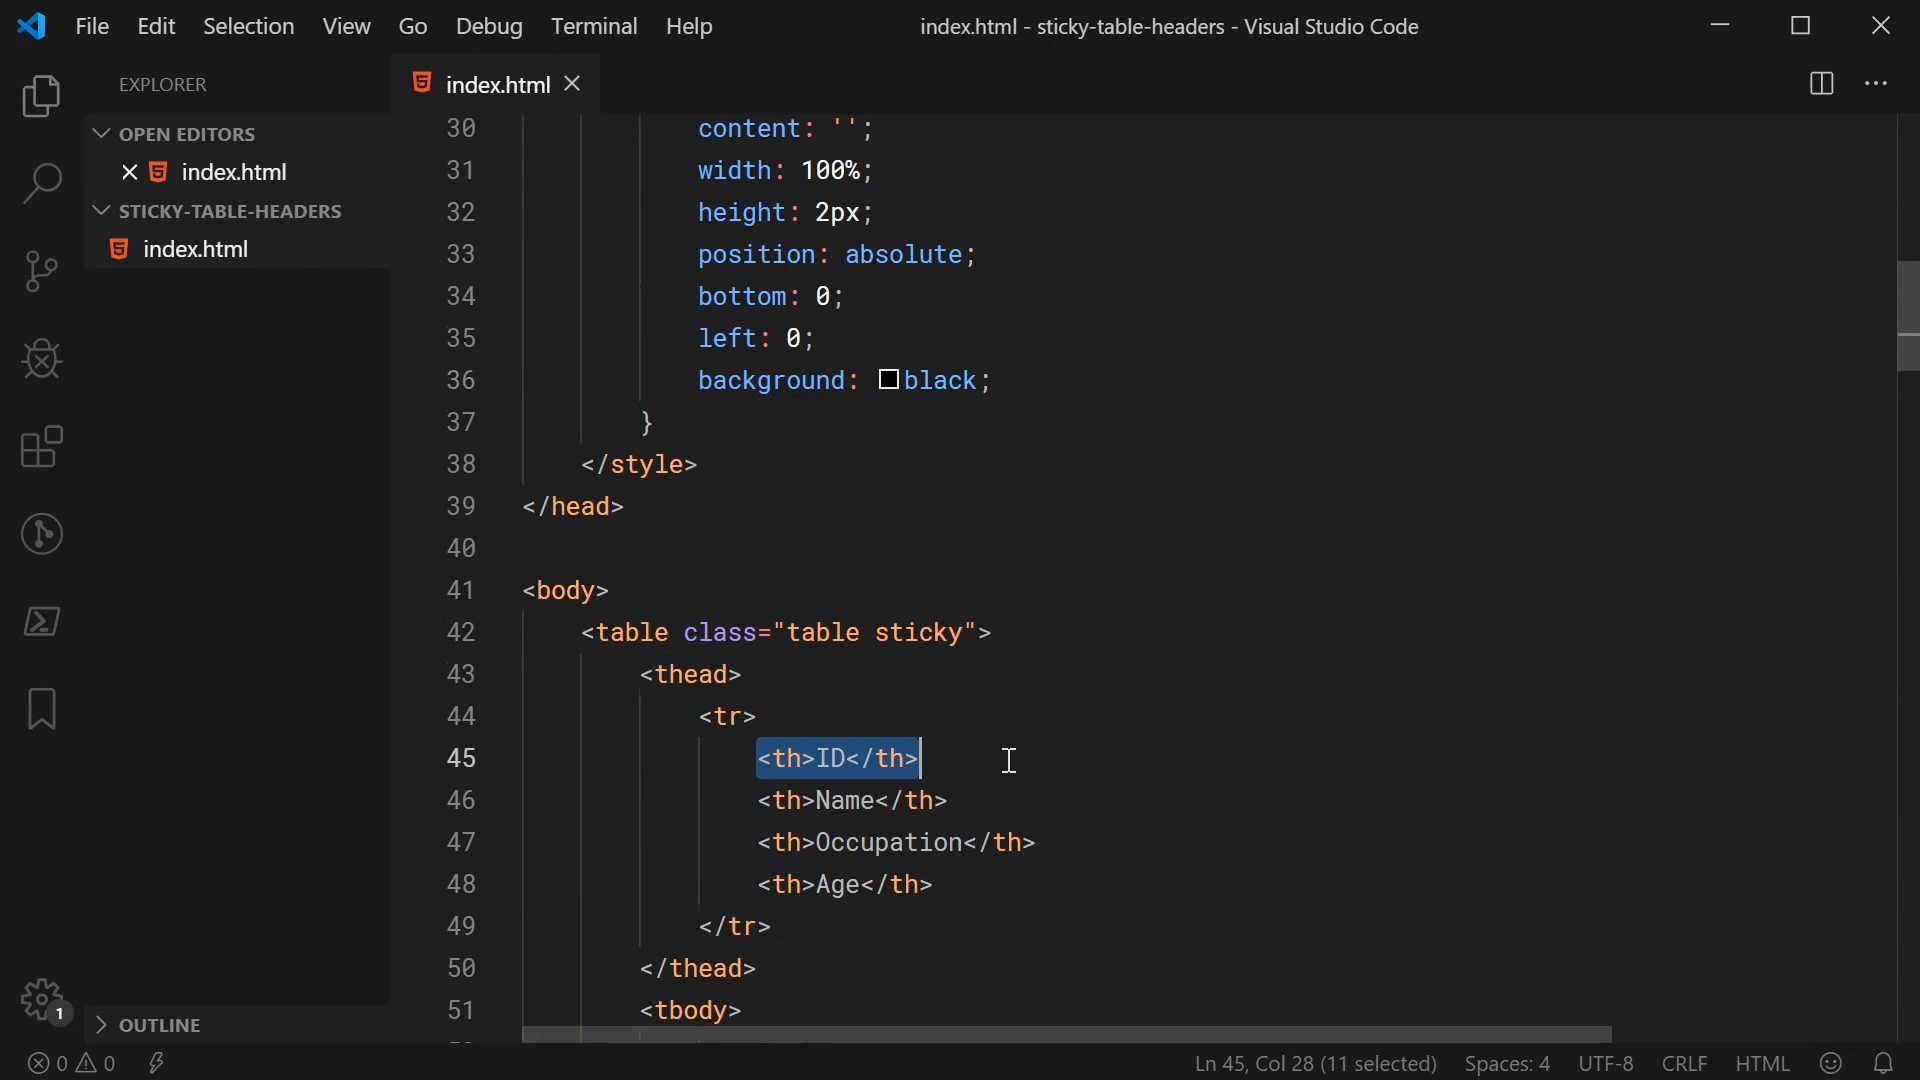 File Edit Selection View Go Debug Terminal Help
index.html - sticky-table-headers - Visual Studio Code
EXPLORER
OPEN EDITORS
index.html
STICKY-TABLE-HEADERS
index.html
OUTLINE
1
index.html
30 content: '';
31 width: 100%;
32 height: 2px;
33 position: absolute;
34 bottom: 0;
35 left: 0;
36 background: black;
37 }
38 </style>
39 </head>
40
41 <body>
42 <table class="table sticky">
43 <thead>
44 <tr>
45 <th>ID</th>
46 <th>Name</th>
47 <th>Occupation</th>
48 <th>Age</th>
49 </tr>
50 </thead>
51 <tbody>
0 0 Ln 45, Col 28 (11 selected) Spaces: 4 UTF-8 CRLF HTML